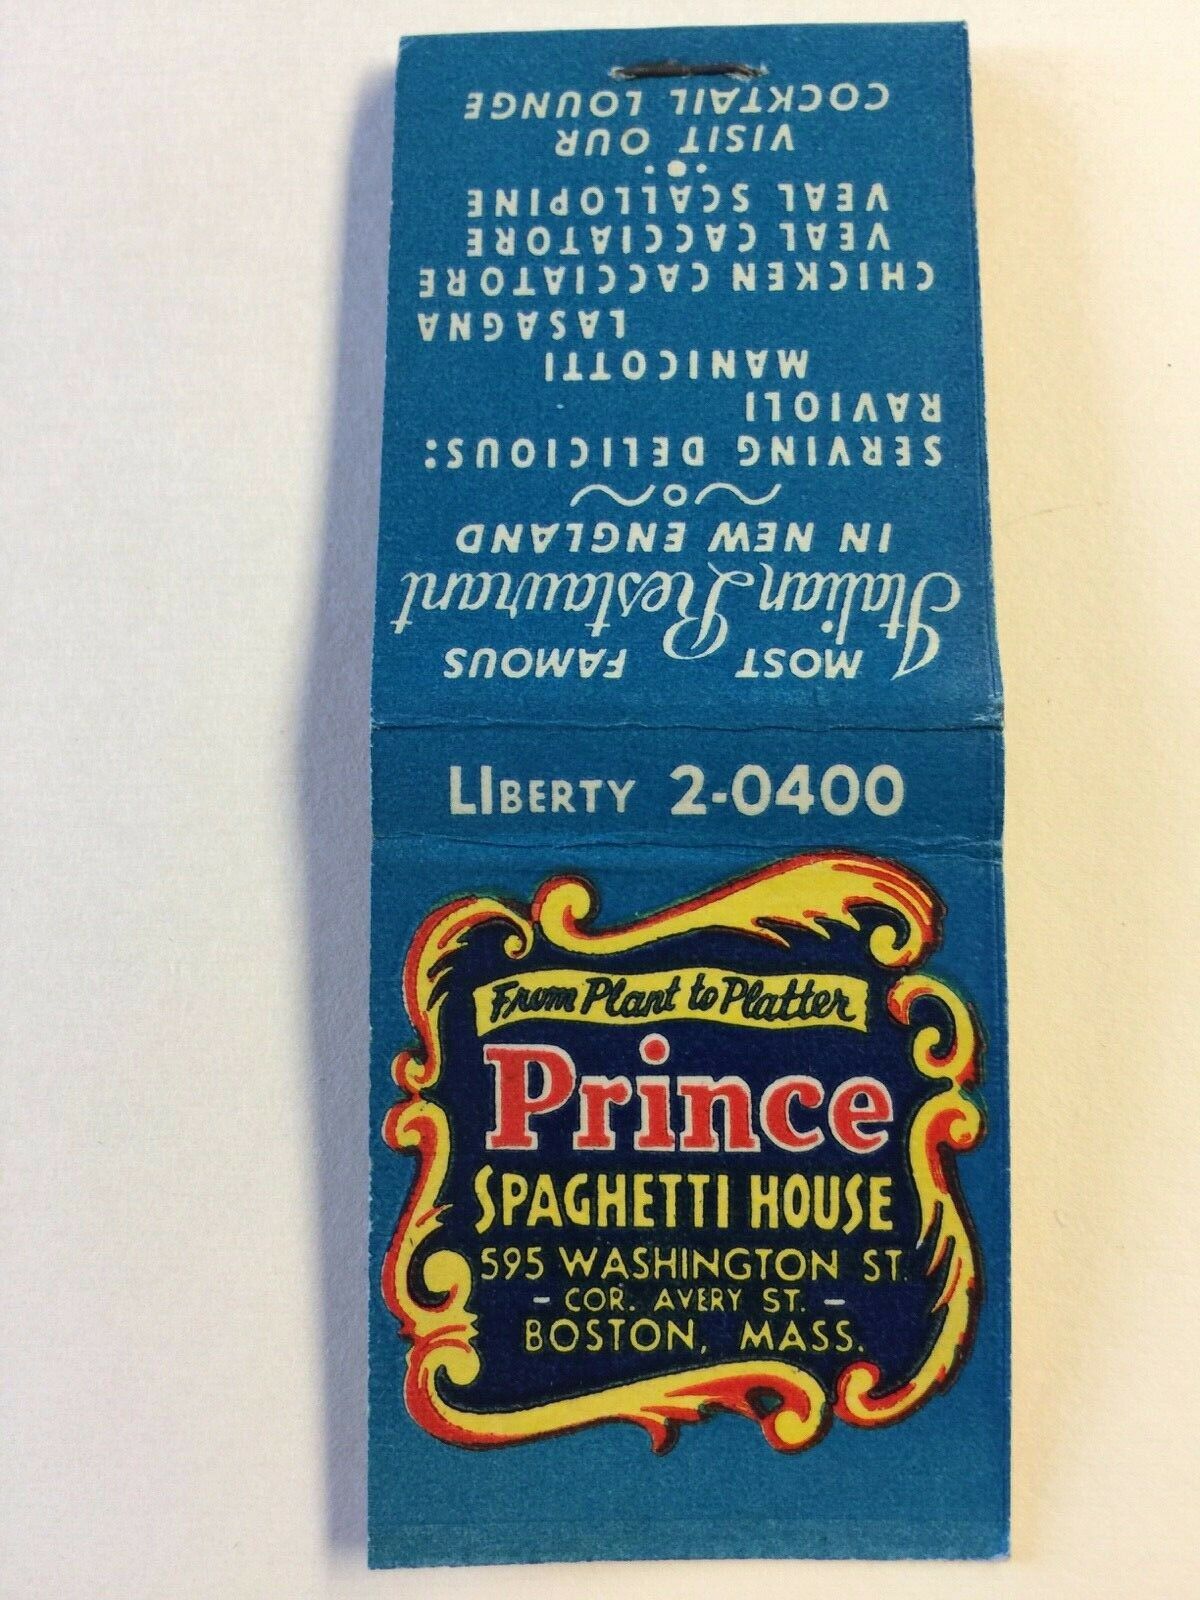 LIBERTY 2-0400
From Plant to Platter
Prince
SPAGHETTI HOUSE
595 WASHINGTON ST.
- COR. AVERY ST. -
BOSTON, MASS.
MOST FAMOUS
Italian Restaurant
IN NEW ENGLAND
SERVING DELICIOUS:
RAVIOLI
MANICOTTI
LASAGNA
CHICKEN CACCIATORE
VEAL CACCIATORE
VEAL SCALLOPINE
VISIT OUR
COCKTAIL LOUNGE